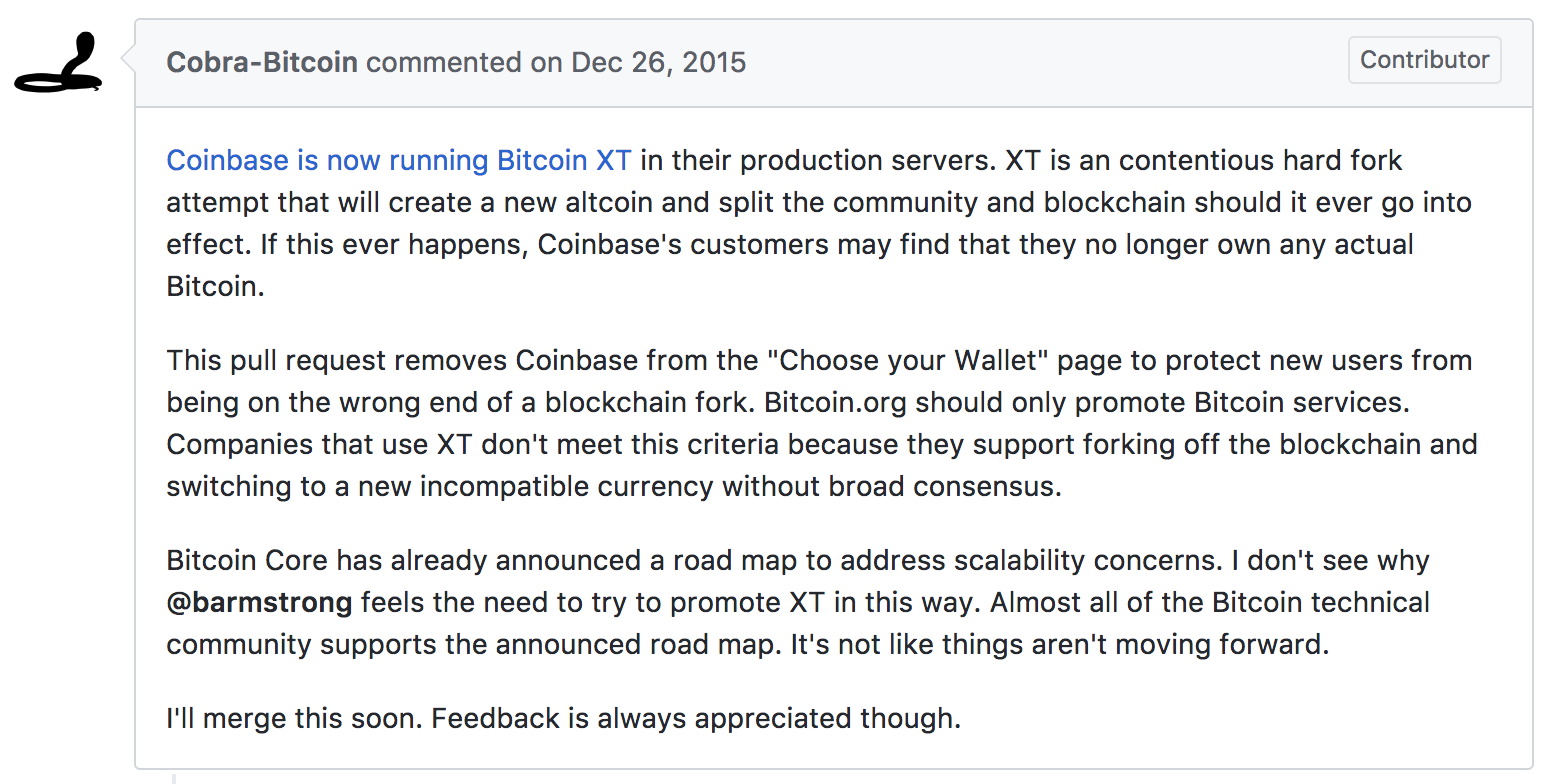 Cobra-Bitcoin commented on Dec 26, 2015
Contributor
Coinbase is now running Bitcoin XT in their production servers. XT is an contentious hard fork
attempt that will create a new altcoin and split the community and blockchain should it ever go into
effect. If this ever happens, Coinbase's customers may find that they no longer own any actual
Bitcoin.
This pull request removes Coinbase from the "Choose your Wallet" page to protect new users from
being on the wrong end of a blockchain fork. Bitcoin.org should only promote Bitcoin services.
Companies that use XT don't meet this criteria because they support forking off the blockchain and
switching to a new incompatible currency without broad consensus.
Bitcoin Core has already announced a road map to address scalability concerns. I don't see why
@barmstrong feels the need to try to promote XT in this way. Almost all of the Bitcoin technical
community supports the announced road map. It's not like things aren't moving forward.
I'll merge this soon. Feedback is always appreciated though.